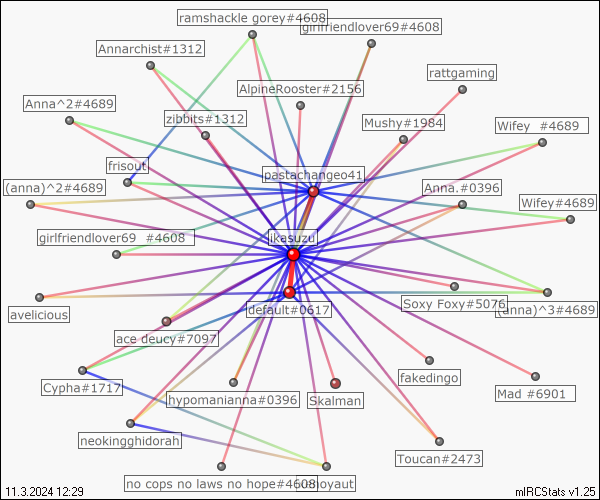 ramshackle gorey#4608
girlfriendlover69#4608
Annarchist#1312
rattgaming
AlpineRooster#2156
Anna^2#4689
zibbits#1312
Mushy#1984
Wifey #4689
frisout
pastachangeo41
(anna)^2#4689
Anna.#0396
Wifey#4689
girlfriendlover69 #4608
ikasuzu
avelicious
default#0617
Soxy Foxy#5076
(anna)^3#4689
ace deucy#7097
Cypha#1717
hypomanianna#0396
Skalman
fakedingo
Mad #6901
neokingghidorah
Toucan#2473
no cops no laws no hope#4608
11.3.2024 12:29
mIRCStats v1.25